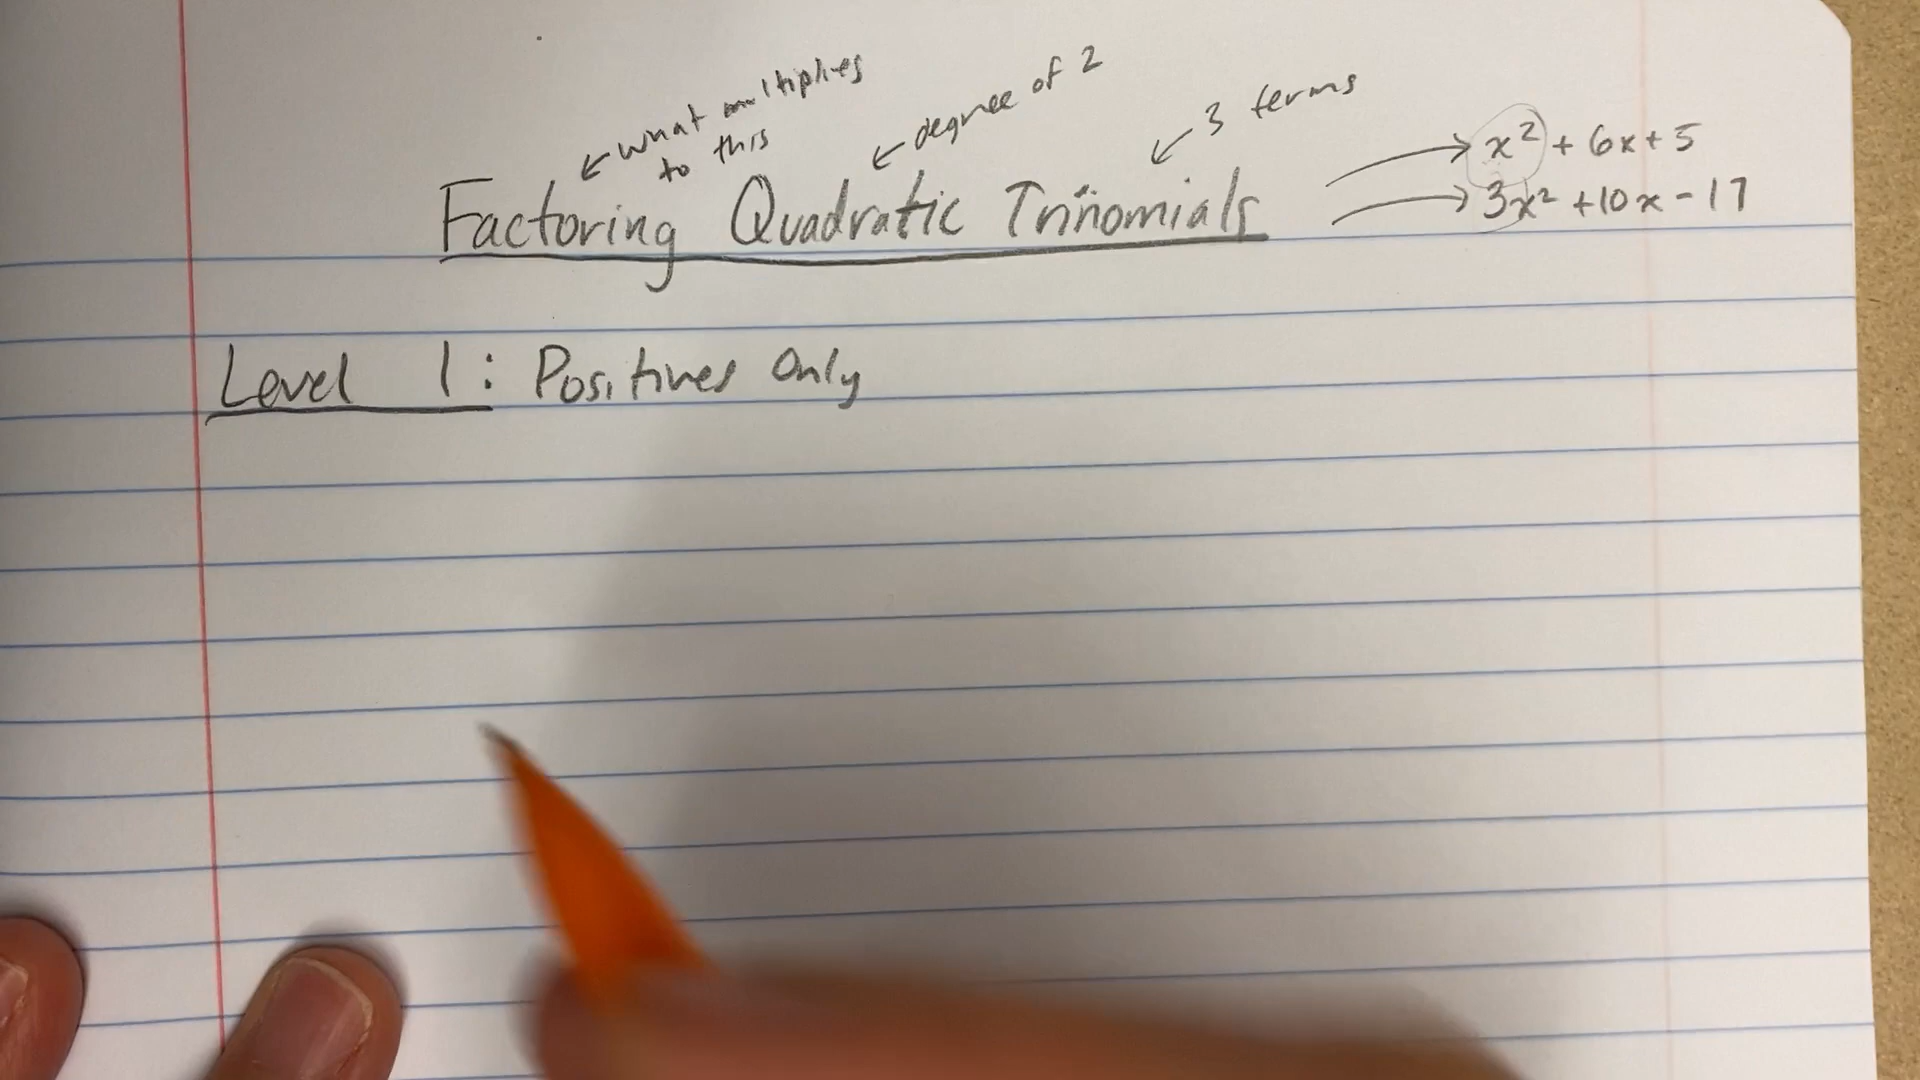 what multiplies
to this
degree of 2
3 terms
x² + 6x + 5
3x² + 10x - 17
Factoring Quadratic Trinomials
Level 1: Positives Only